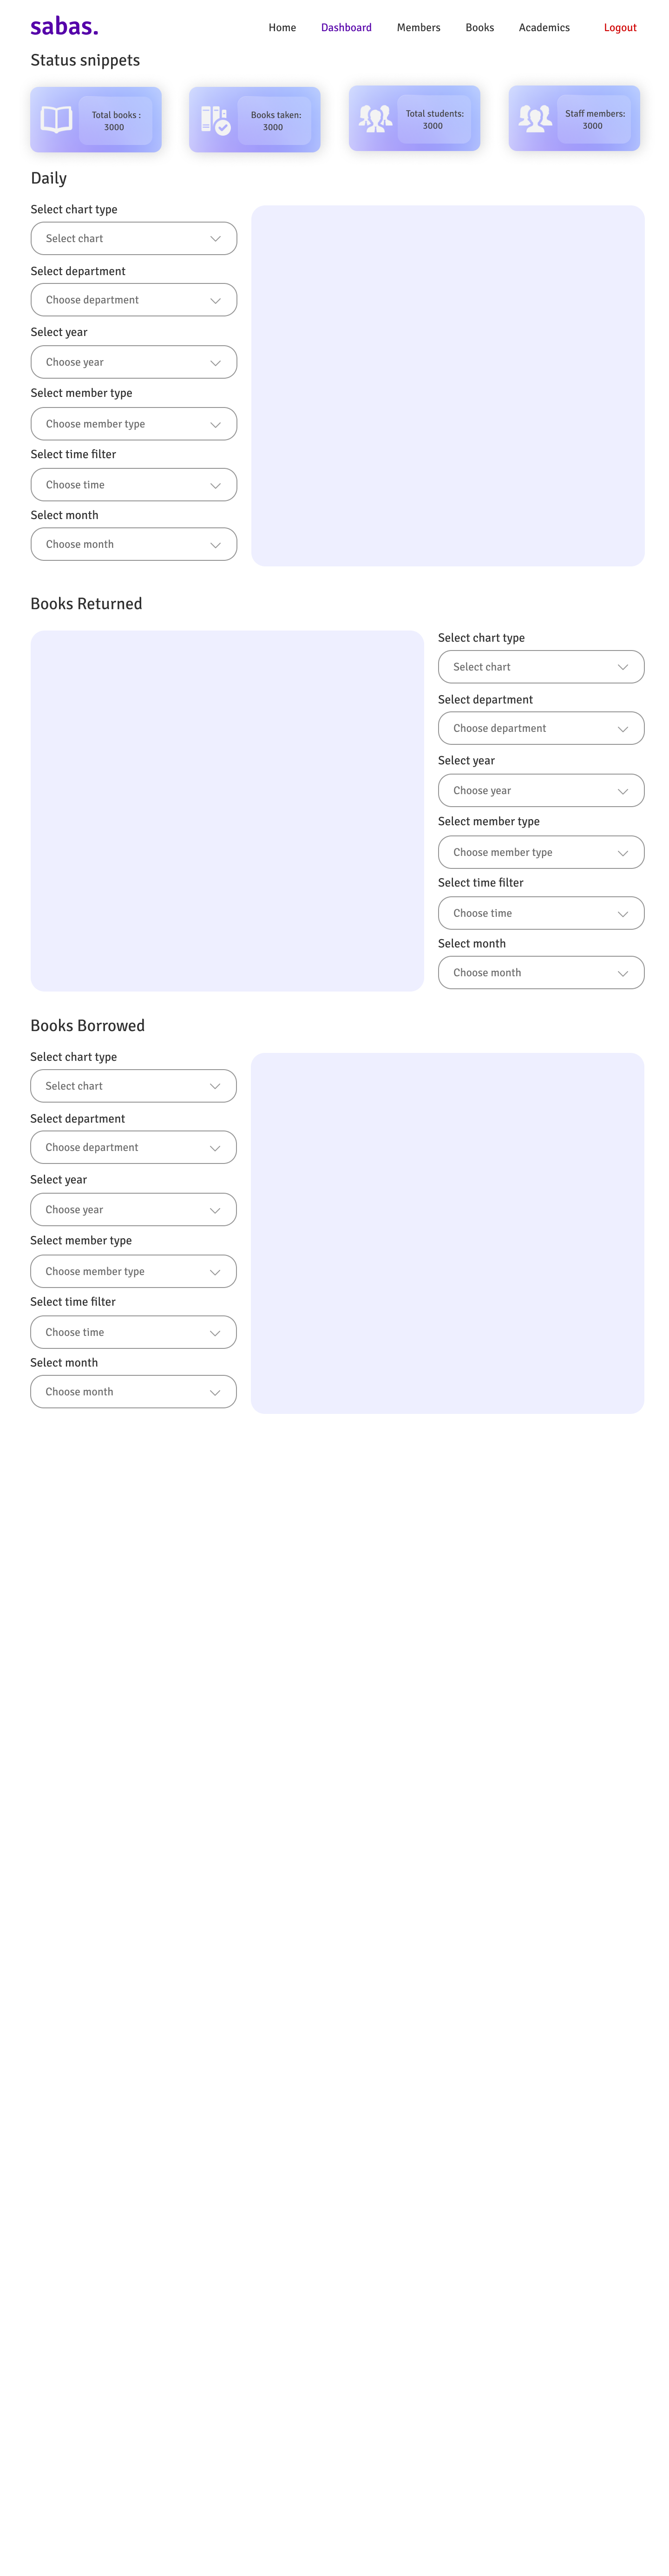 sabas.
Home Dashboard Members Books Academics Logout
Status snippets
Total books :
3000
Books taken:
3000
Total students:
3000
Staff members:
3000
Daily
Select chart type
Select chart
Select department
Choose department
Select year
Choose year
Select member type
Choose member type
Select time filter
Choose time
Select month
Choose month
Books Returned
Select chart type
Select chart
Select department
Choose department
Select year
Choose year
Select member type
Choose member type
Select time filter
Choose time
Select month
Choose month
Books Borrowed
Select chart type
Select chart
Select department
Choose department
Select year
Choose year
Select member type
Choose member type
Select time filter
Choose time
Select month
Choose month